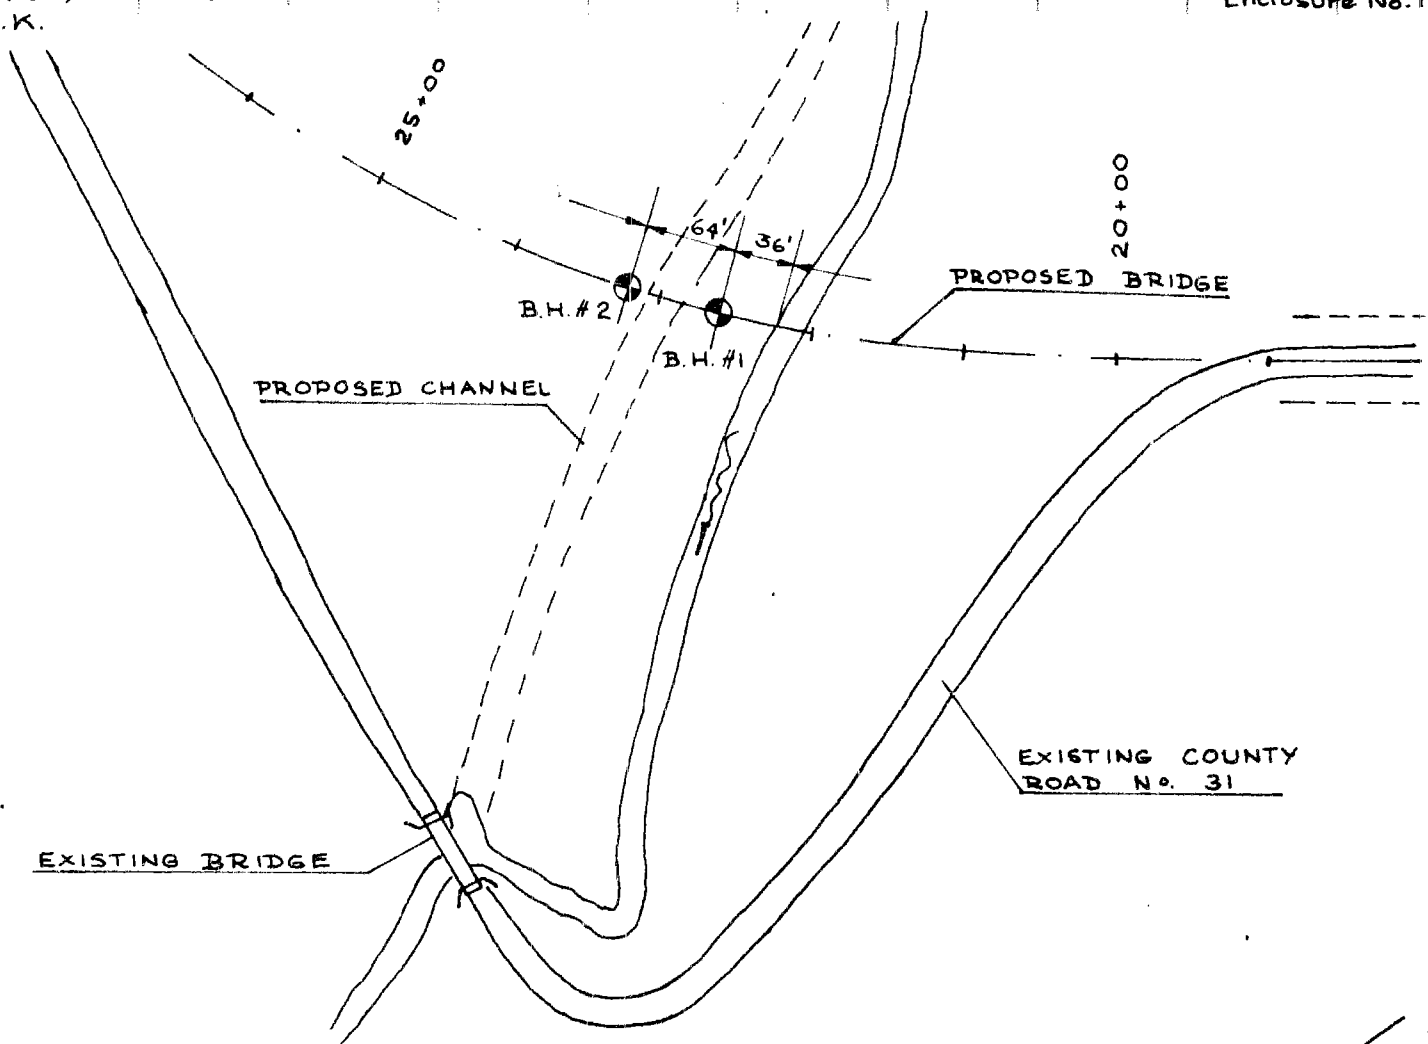 .K.
Enclosure No. 1
25+00
20+00
64'
36'
PROPOSED BRIDGE
B.H. #2
B.H. #1
PROPOSED CHANNEL
EXISTING COUNTY
ROAD No. 31
EXISTING BRIDGE